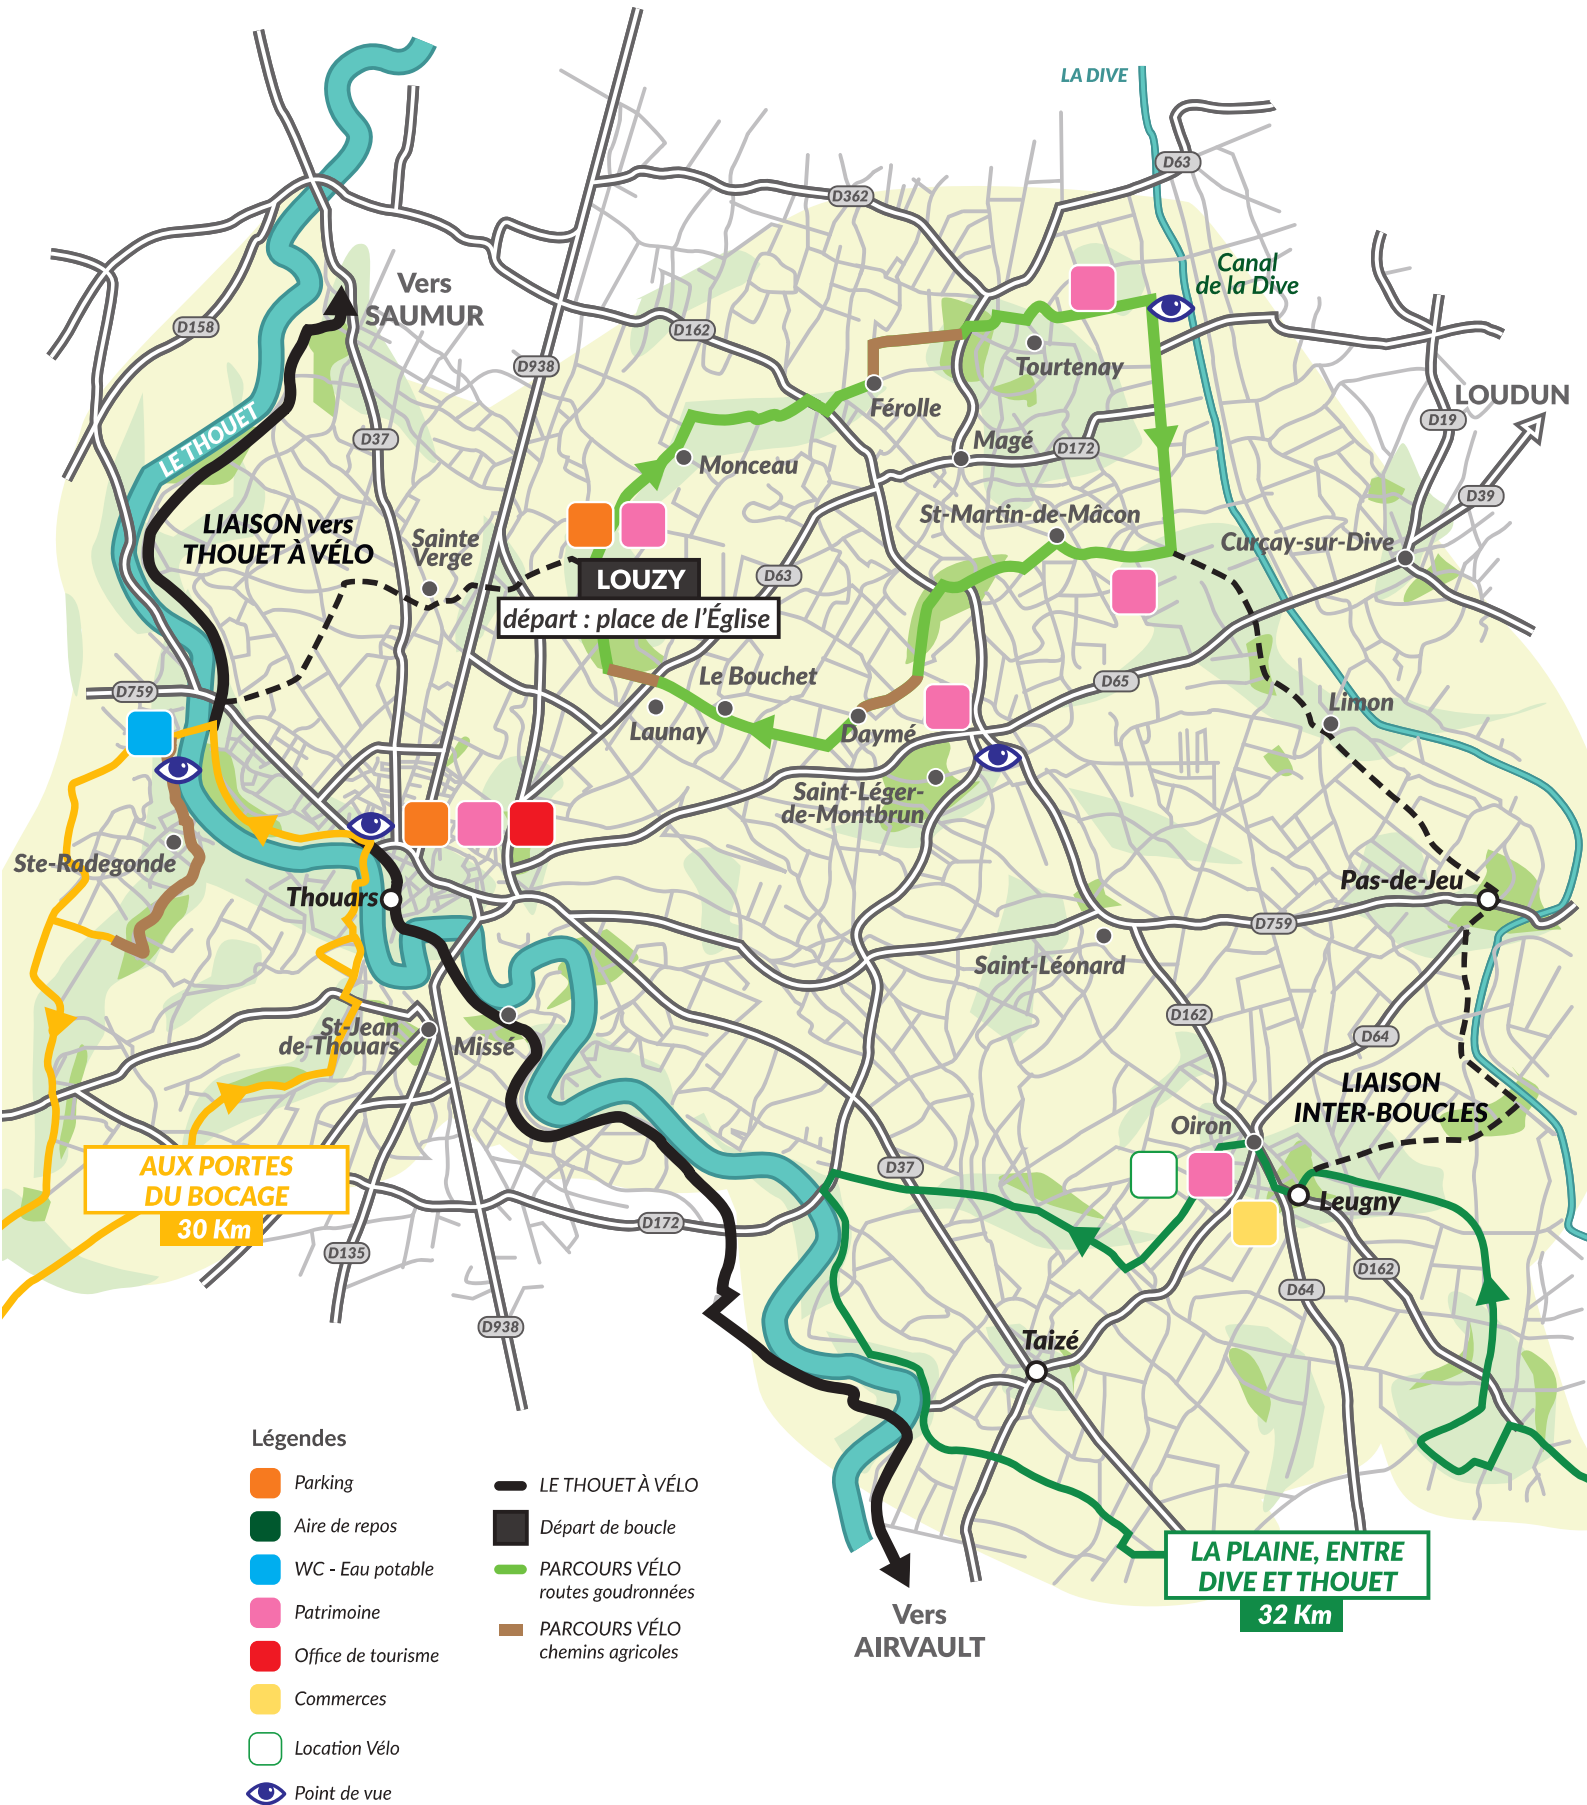 LA DIVE
D63
D362
Canal
de la Dive
Vers
SAUMUR
D158
D162
D938
Tourtenay
LOUDUN
Férolle
D19
LE THOUET
D37
Magé
D172
Monceau
D39
LIAISON vers
THOUET À VÉLO
Sainte
Verge
St-Martin-de-Mâcon
Curçay-sur-Dive
LOUZY
D63
départ : place de l'Église
Le Bouchet
D65
D759
Limon
Launay
Daymé
Saint-Léger-
de-Montbrun
Ste-Radegonde
Pas-de-Jeu
Thouars
D759
Saint-Léonard
D162
St-Jean
de-Thouars
Missé
D64
LIAISON
INTER-BOUCLES
Oiron
AUX PORTES
DU BOCAGE
30 Km
D37
Leugny
D172
D135
D162
D64
D938
Taizé
LA PLAINE, ENTRE
DIVE ET THOUET
32 Km
Vers
AIRVAULT
Légendes
Parking
Aire de repos
WC - Eau potable
Patrimoine
Office de tourisme
Commerces
Location Vélo
Point de vue
LE THOUET À VÉLO
Départ de boucle
PARCOURS VÉLO
routes goudronnées
PARCOURS VÉLO
chemins agricoles